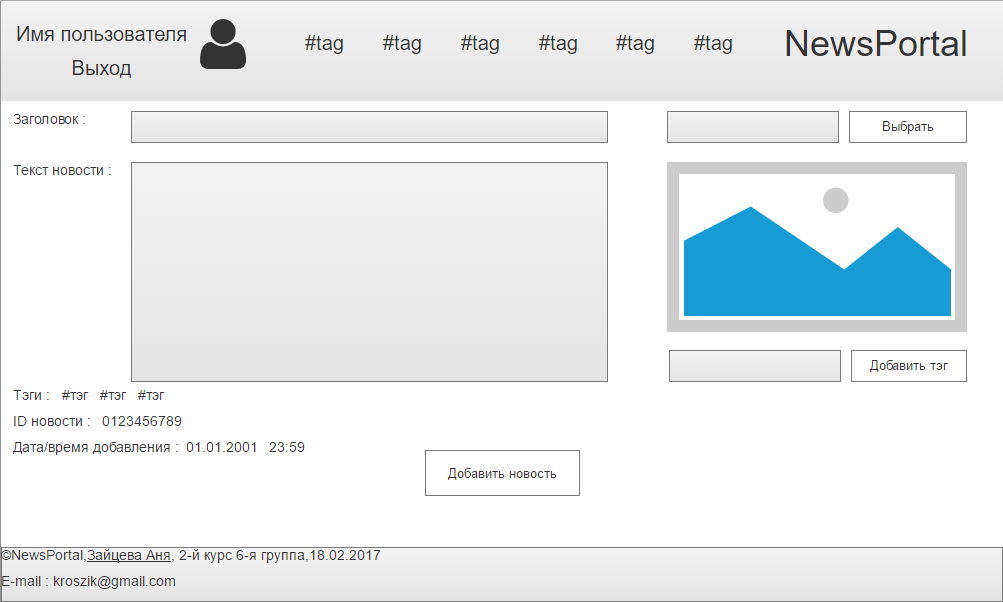 Имя пользователя
Выход
#tag #tag #tag #tag #tag #tag
NewsPortal
Заголовок :
Выбрать
Текст новости :
Добавить тэг
Тэги : #тэг #тэг #тэг
ID новости : 0123456789
Дата/время добавления : 01.01.2001 23:59
Добавить новость
©NewsPortal,Зайцева Аня, 2-й курс 6-я группа,18.02.2017
E-mail : kroszik@gmail.com